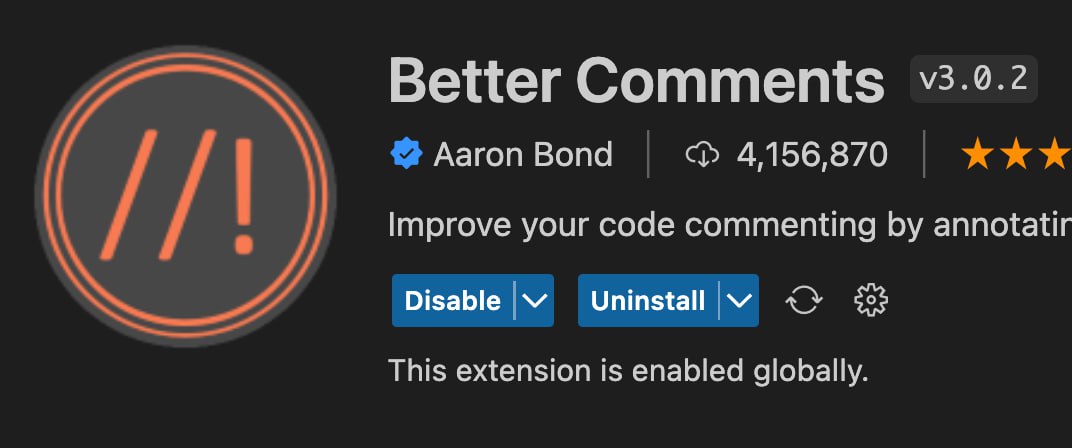 //!
Better Comments v3.0.2
Aaron Bond 4,156,870
Improve your code commenting by
Disable Uninstall
This extension is enabled globally.